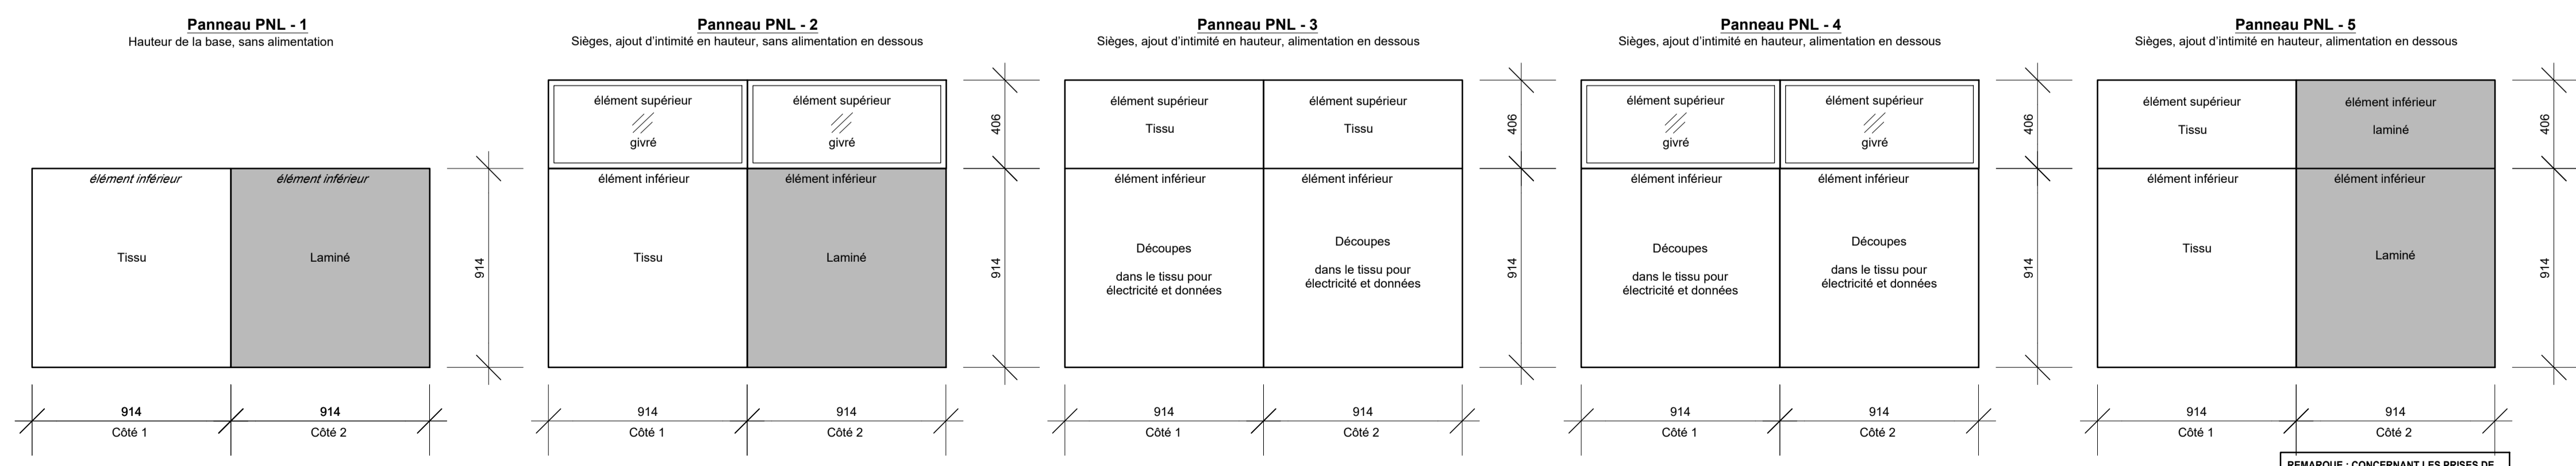 Panneau PNL - 1
Hauteur de la base, sans alimentation
élément inférieur
élément inférieur
Tissu
Laminé
914
914
914
Côté 1
Côté 2
Panneau PNL - 2
Sièges, ajout d'intimité en hauteur, sans alimentation en dessous
élément supérieur
givré
élément supérieur
givré
406
élément inférieur
élément inférieur
Tissu
Laminé
914
914
914
Côté 1
Côté 2
Panneau PNL - 3
Sièges, ajout d'intimité en hauteur, alimentation en dessous
élément supérieur
Tissu
élément supérieur
Tissu
406
élément inférieur
Découpes
dans le tissu pour
électricité et données
élément inférieur
Découpes
dans le tissu pour
électricité et données
914
914
914
Côté 1
Côté 2
Panneau PNL - 4
Sièges, ajout d'intimité en hauteur, alimentation en dessous
élément supérieur
givré
élément supérieur
givré
406
élément inférieur
Découpes
dans le tissu pour
électricité et données
élément inférieur
Découpes
dans le tissu pour
électricité et données
914
914
914
Côté 1
Côté 2
Panneau PNL - 5
Sièges, ajout d'intimité en hauteur, alimentation en dessous
élément supérieur
Tissu
élément inférieur
laminé
406
élément inférieur
Tissu
élément inférieur
Laminé
914
914
914
Côté 1
Côté 2
REMARQUE : CONCERNANT LES PRISES DE